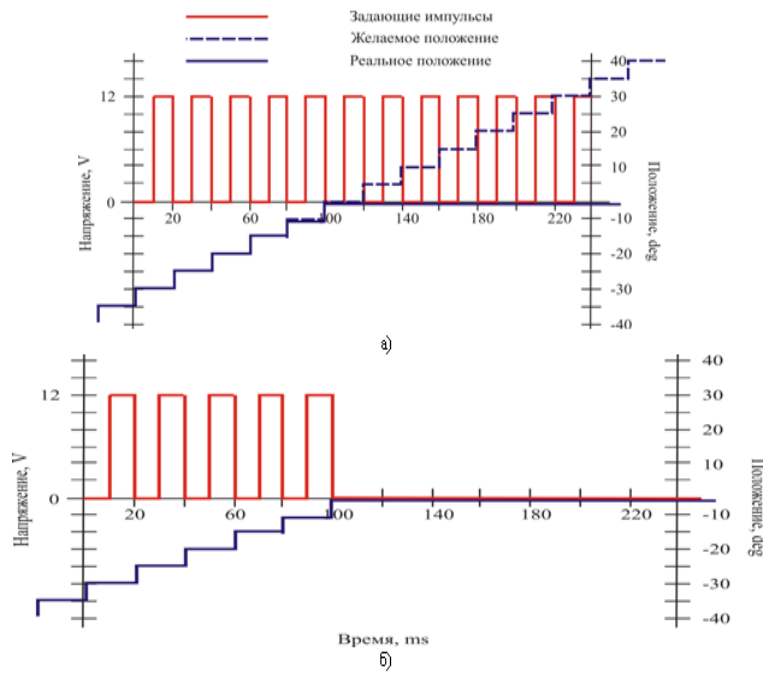 Задающие импульсы
Желаемое положение
Реальное положение
Напряжение, V
12
0
20 60 100 140 180 220
40
30
20
10
-10
-20
-30
-40
Положение, deg
а)
Напряжение, V
12
0
20 60 100 140 180 220
40
30
20
10
-10
-20
-30
-40
Положение, deg
Время, ms
б)